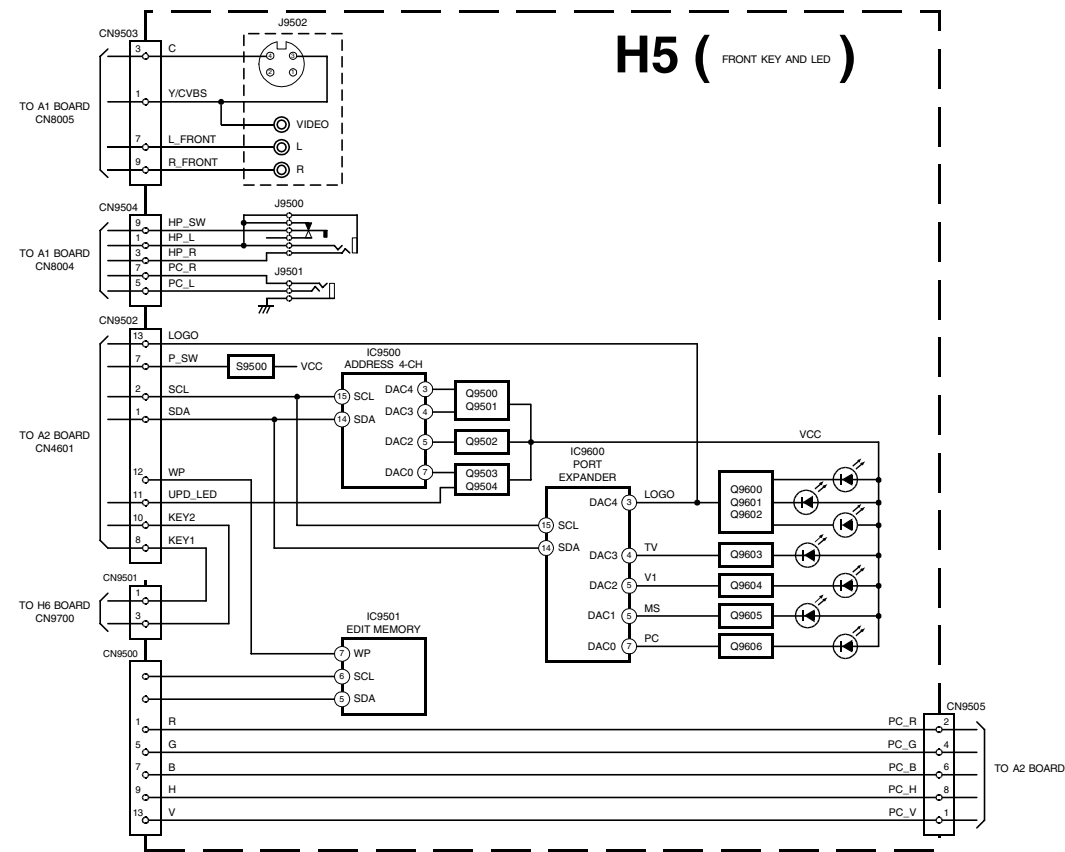 H5 ( FRONT KEY AND LED )
CN9503
J9502
3 C
4 3
2 1
1 Y/CVBS
TO A1 BOARD
CN8005
VIDEO
7 L_FRONT
L
9 R_FRONT
R
CN9504
J9500
9 HP_SW
1 HP_L
3 HP_R
7 PC_R
5 PC_L
TO A1 BOARD
CN8004
J9501
CN9502
13 LOGO
7 P_SW
S9500
VCC
2 SCL
1 SDA
TO A2 BOARD
CN4601
12 WP
11 UPD_LED
10 KEY2
8 KEY1
IC9500
ADDRESS 4-CH
15 SCL
14 SDA
DAC4 3
DAC3 4
DAC2 5
DAC0 7
Q9500
Q9501
Q9502
Q9503
Q9504
VCC
IC9600
PORT
EXPANDER
15 SCL
14 SDA
DAC4 3 LOGO
DAC3 4 TV
DAC2 5 V1
DAC1 5 MS
DAC0 7 PC
Q9600
Q9601
Q9602
Q9603
Q9604
Q9605
Q9606
CN9501
1
3
TO H6 BOARD
CN9700
IC9501
EDIT MEMORY
7 WP
6 SCL
5 SDA
CN9500
1 R
5 G
7 B
9 H
13 V
CN9505
PC_R 2
PC_G 4
PC_B 6
PC_H 8
PC_V 1
TO A2 BOARD